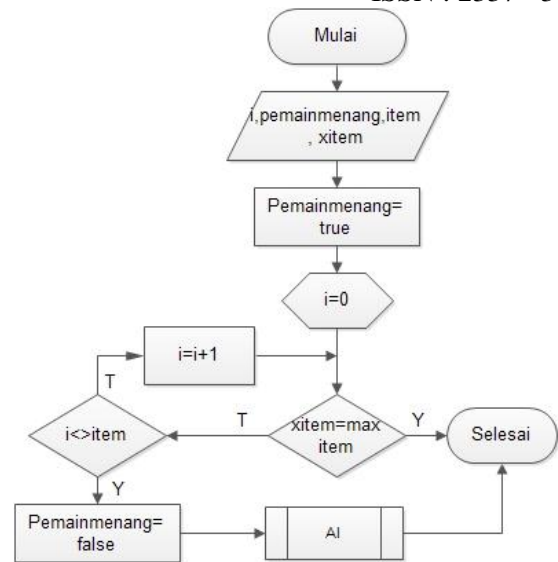 Mulai
i,pemainmenang,item
, xitem
Pemainmenang=
true
i=0
i=i+1
T
i<>item
T
xitem=max
item
Y
Selesai
Y
Pemainmenang=
false
AI